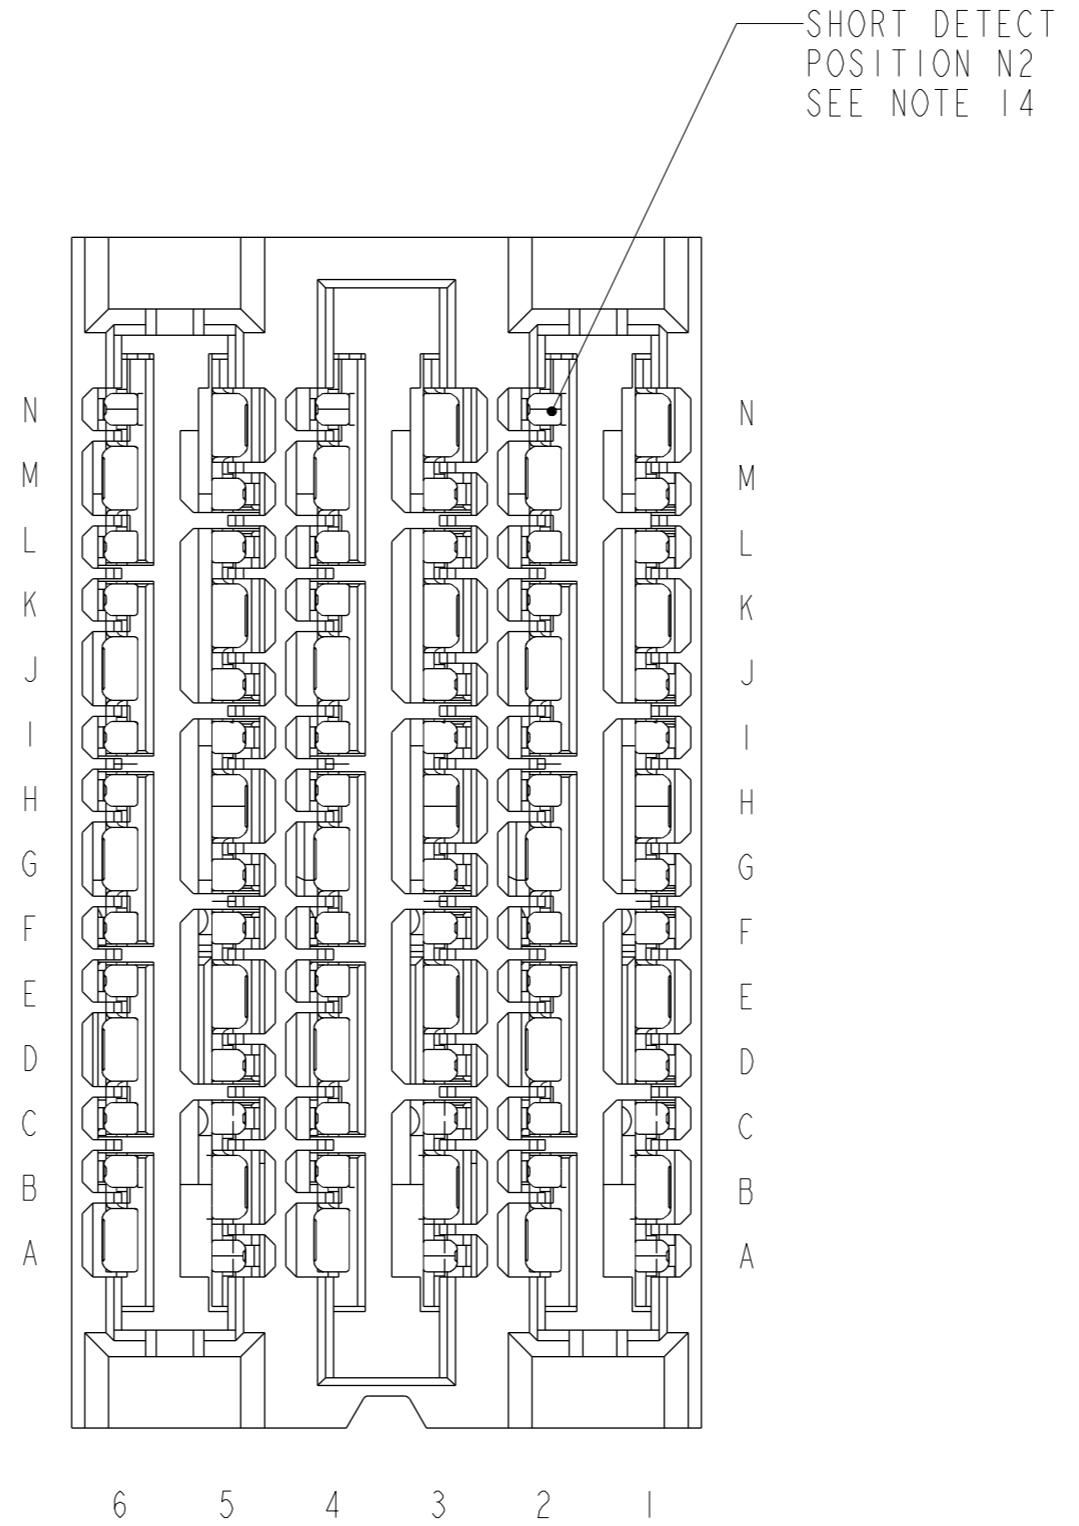 SHORT DETECT
POSITION N2
SEE NOTE 14
N N
M M
L L
K K
J J
I I
H H
G G
F F
E E
D D
C C
B B
A A
6 5 4 3 2 1